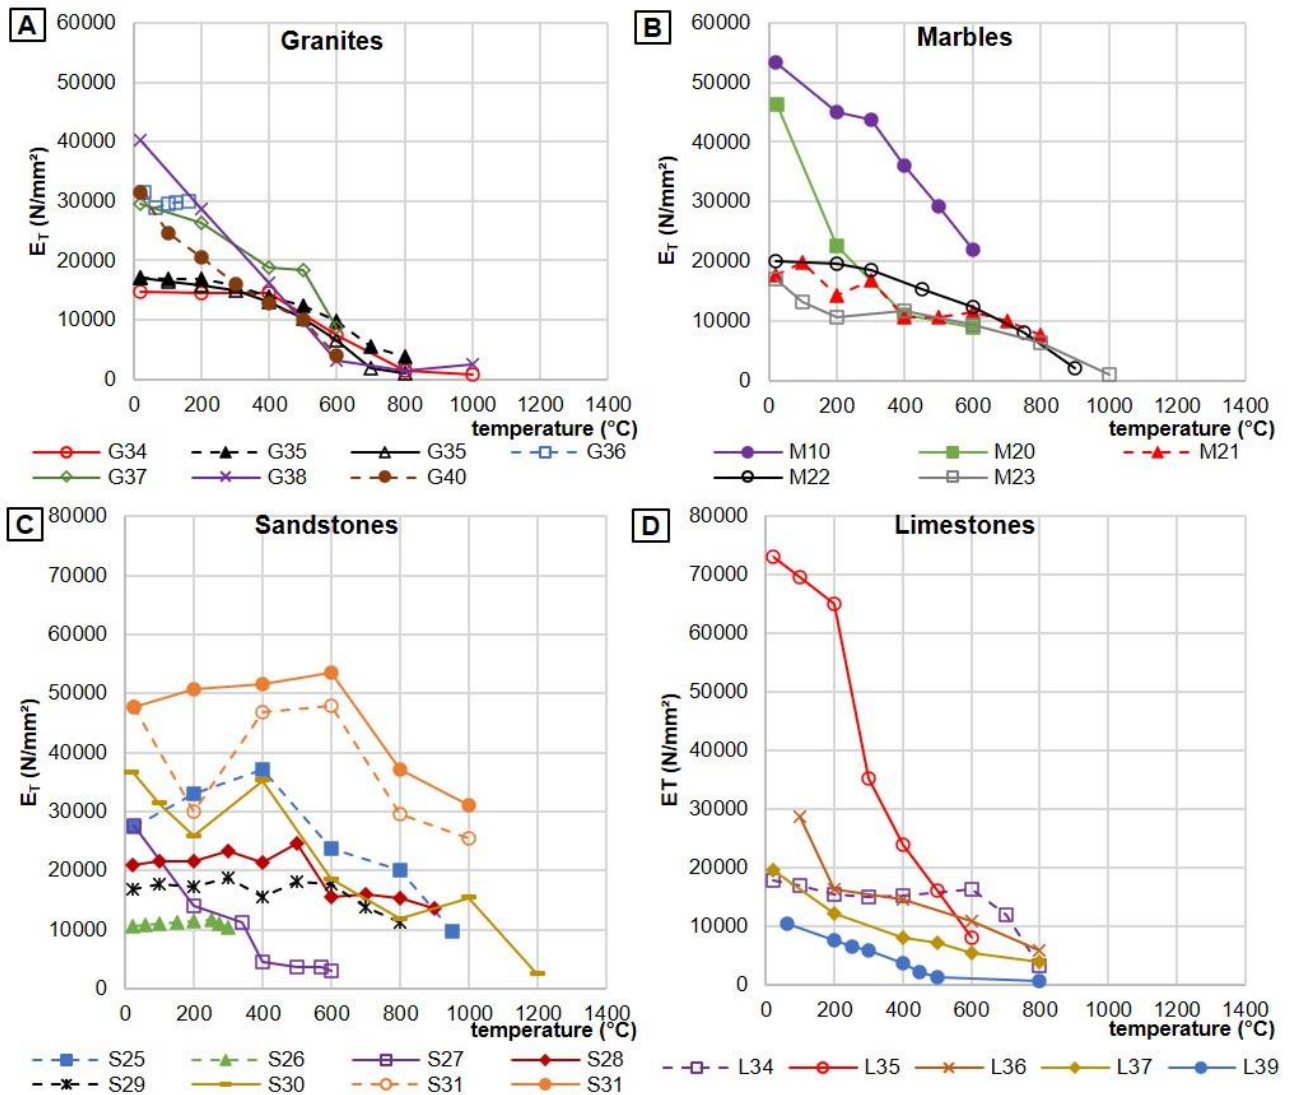 A
Granites
60000
50000
40000
30000
20000
10000
0
E_T (N/mm²)
0 200 400 600 800 1000 1200 1400
temperature (°C)
G34 G35 G35 G36
G37 G38 G40
B
Marbles
60000
50000
40000
30000
20000
10000
0
E_T (N/mm²)
0 200 400 600 800 1000 1200 1400
temperature (°C)
M10 M20 M21
M22 M23
C
Sandstones
80000
70000
60000
50000
40000
30000
20000
10000
0
E_T (N/mm²)
0 200 400 600 800 1000 1200 1400
temperature (°C)
S25 S26 S27 S28
S29 S30 S31 S31
D
Limestones
80000
70000
60000
50000
40000
30000
20000
10000
0
ET (N/mm²)
0 200 400 600 800 1000 1200 1400
temperature (°C)
L34 L35 L36 L37 L39